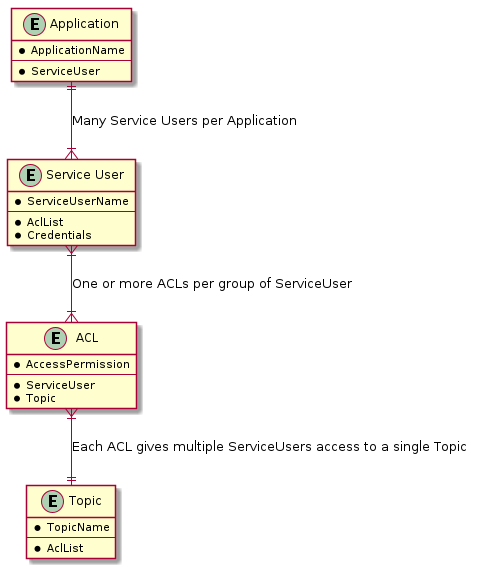 E Application
ApplicationName
ServiceUser
Many Service Users per Application
E Service User
ServiceUserName
AclList
Credentials
One or more ACLs per group of ServiceUser
E ACL
AccessPermission
ServiceUser
Topic
Each ACL gives multiple ServiceUsers access to a single Topic
E Topic
TopicName
AclList